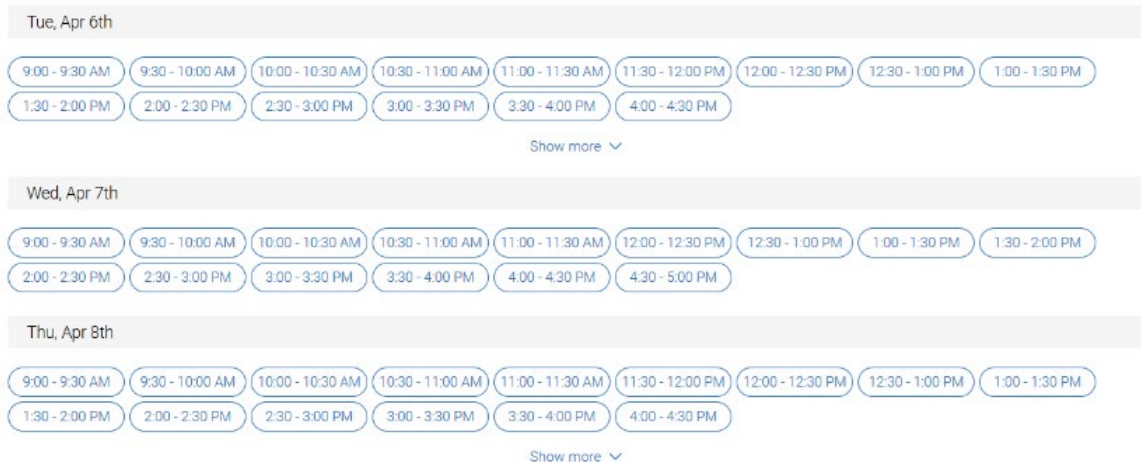 Tue, Apr 6th
9:00 - 9:30 AM 9:30 - 10:00 AM 10:00 - 10:30 AM 10:30 - 11:00 AM 11:00 - 11:30 AM 11:30 - 12:00 PM 12:00 - 12:30 PM 12:30 - 1:00 PM 1:00 - 1:30 PM
1:30 - 2:00 PM 2:00 - 2:30 PM 2:30 - 3:00 PM 3:00 - 3:30 PM 3:30 - 4:00 PM 4:00 - 4:30 PM
Show more
Wed, Apr 7th
9:00 - 9:30 AM 9:30 - 10:00 AM 10:00 - 10:30 AM 10:30 - 11:00 AM 11:00 - 11:30 AM 12:00 - 12:30 PM 12:30 - 1:00 PM 1:00 - 1:30 PM 1:30 - 2:00 PM
2:00 - 2:30 PM 2:30 - 3:00 PM 3:00 - 3:30 PM 3:30 - 4:00 PM 4:00 - 4:30 PM 4:30 - 5:00 PM
Thu, Apr 8th
9:00 - 9:30 AM 9:30 - 10:00 AM 10:00 - 10:30 AM 10:30 - 11:00 AM 11:00 - 11:30 AM 11:30 - 12:00 PM 12:00 - 12:30 PM 12:30 - 1:00 PM 1:00 - 1:30 PM
1:30 - 2:00 PM 2:00 - 2:30 PM 2:30 - 3:00 PM 3:00 - 3:30 PM 3:30 - 4:00 PM 4:00 - 4:30 PM
Show more